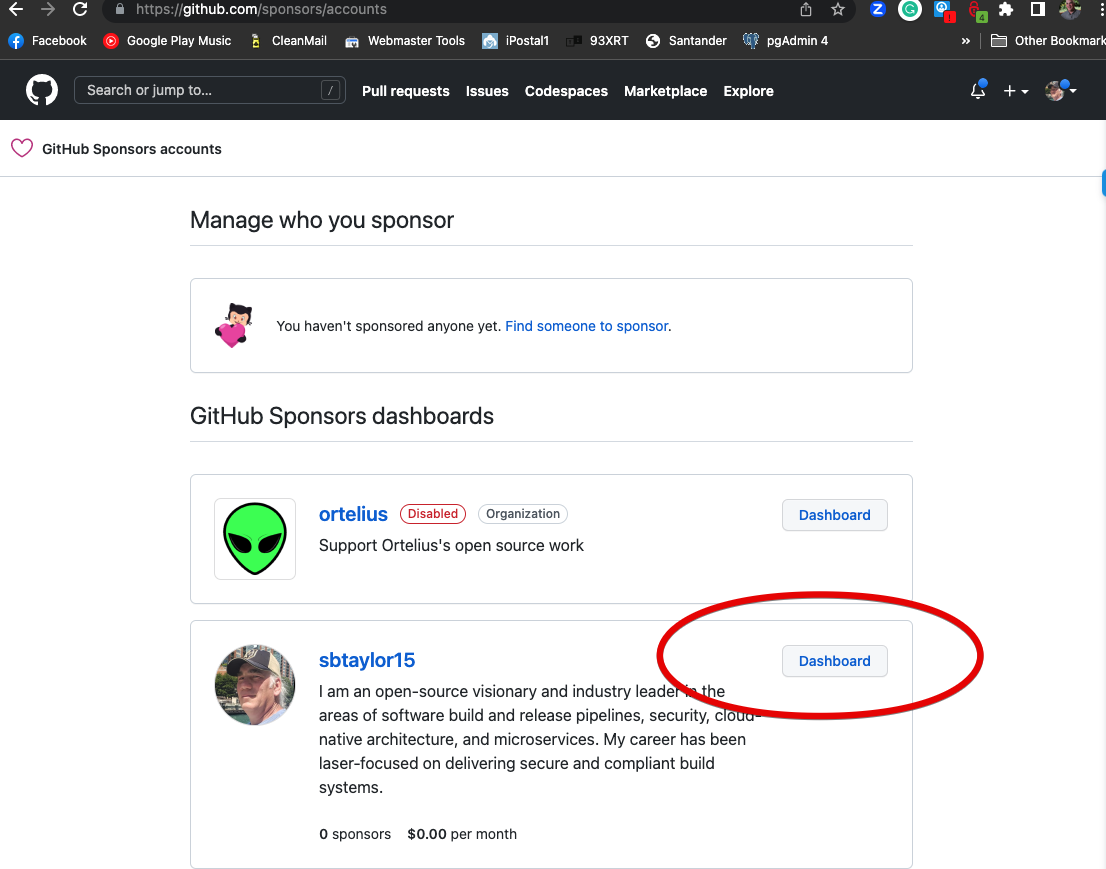 https://github.com/sponsors/accounts
4
Facebook Google Play Music CleanMail Webmaster Tools iPostal1 93XRT Santander pgAdmin 4 » Other Bookmark
Search or jump to... / Pull requests Issues Codespaces Marketplace Explore
GitHub Sponsors accounts
Manage who you sponsor
You haven't sponsored anyone yet. Find someone to sponsor.
GitHub Sponsors dashboards
ortelius Disabled Organization Dashboard
Support Ortelius's open source work
sbtaylor15 Dashboard
I am an open-source visionary and industry leader in the
areas of software build and release pipelines, security, cloud-
native architecture, and microservices. My career has been
laser-focused on delivering secure and compliant build
systems.
0 sponsors $0.00 per month